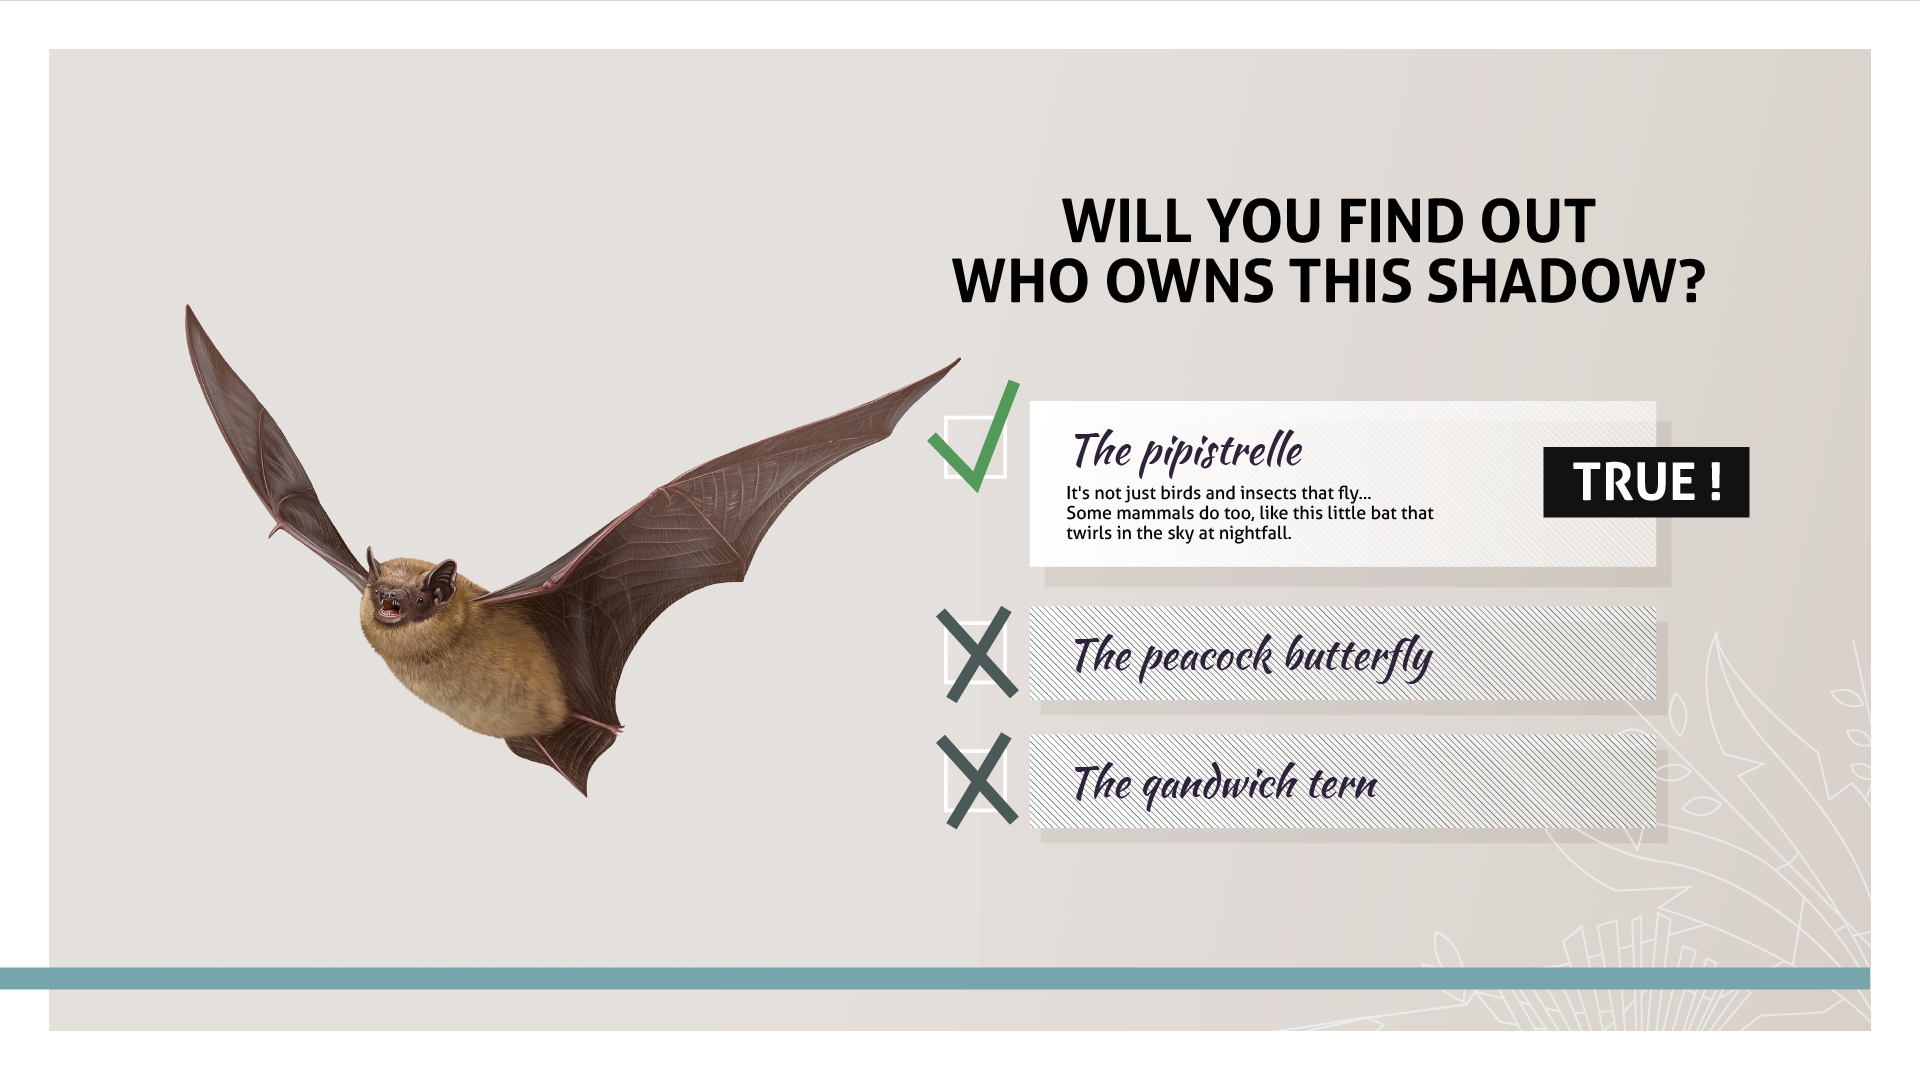 WILL YOU FIND OUT
WHO OWNS THIS SHADOW?
The pipistrelle
It's not just birds and insects that fly...
Some mammals do too, like this little bat that
twirls in the sky at nightfall.
TRUE !
The peacock butterfly
The qandwich tern